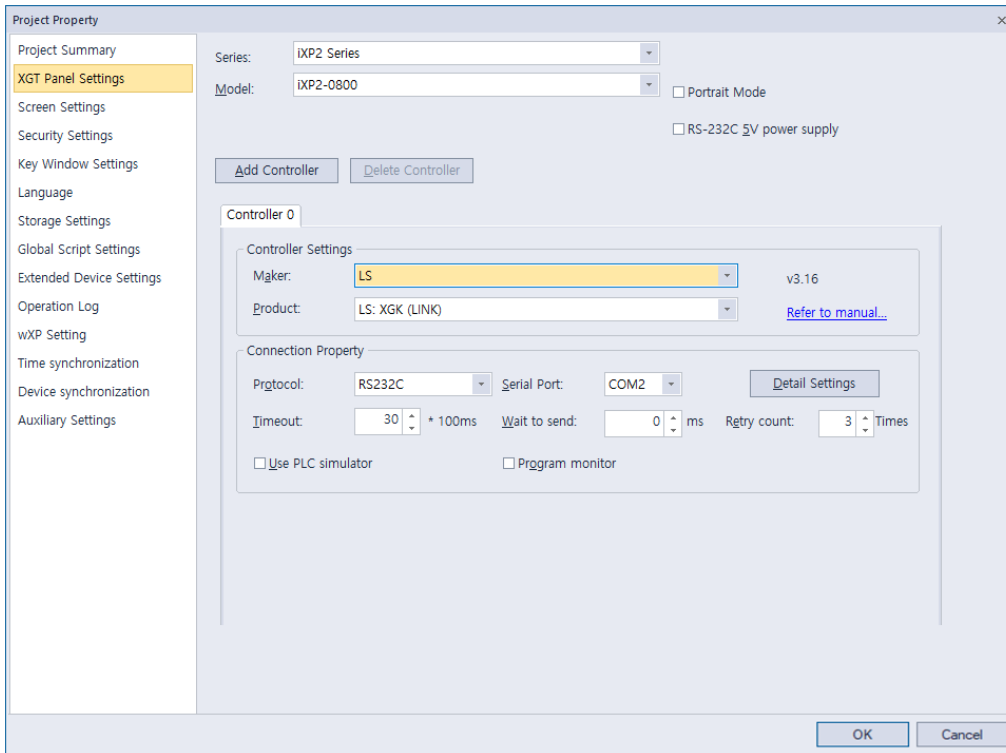 Project Property
Project Summary
XGT Panel Settings
Screen Settings
Security Settings
Key Window Settings
Language
Storage Settings
Global Script Settings
Extended Device Settings
Operation Log
wXP Setting
Time synchronization
Device synchronization
Auxiliary Settings
Series: iXP2 Series
Model: iXP2-0800
Portrait Mode
RS-232C 5V power supply
Add Controller Delete Controller
Controller 0
Controller Settings
Maker: LS v3.16
Product: LS: XGK (LINK) Refer to manual...
Connection Property
Protocol: RS232C Serial Port: COM2 Detail Settings
Timeout: 30 * 100ms Wait to send: 0 ms Retry count: 3 Times
Use PLC simulator Program monitor
OK Cancel